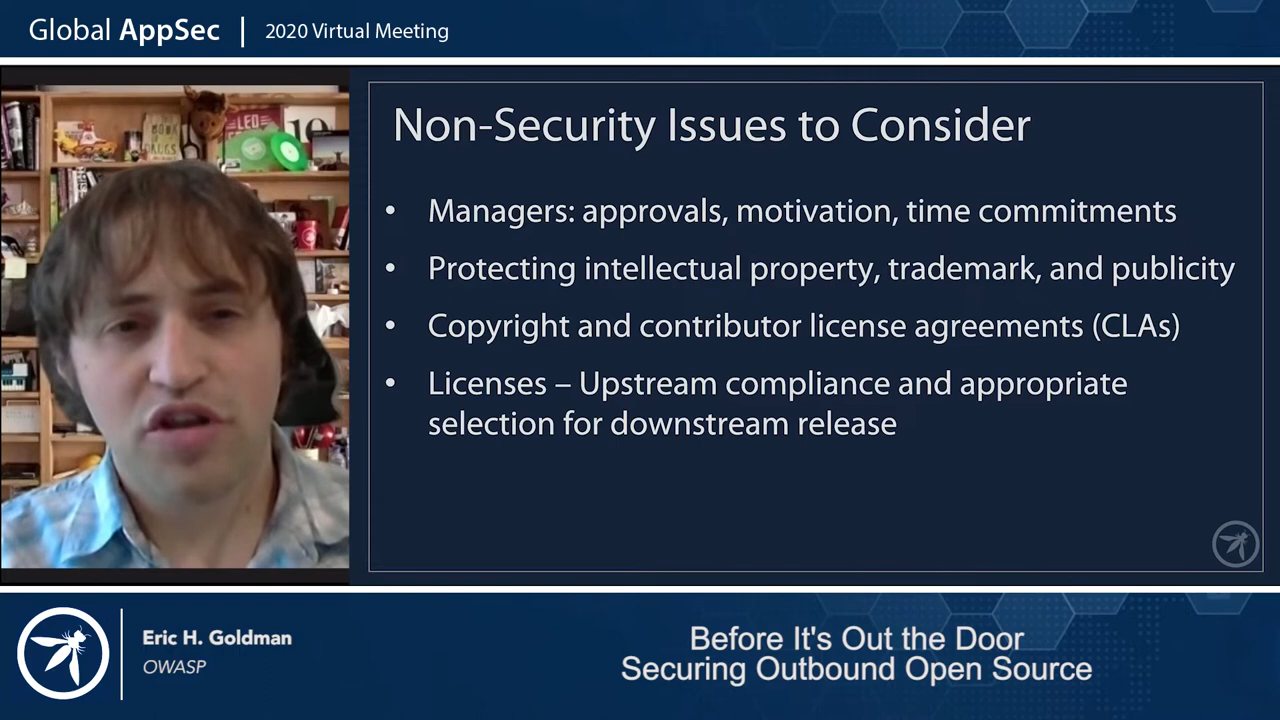 Global AppSec | 2020 Virtual Meeting
LED
Non-Security Issues to Consider
• Managers: approvals, motivation, time commitments
• Protecting intellectual property, trademark, and publicity
• Copyright and contributor license agreements (CLAs)
• Licenses – Upstream compliance and appropriate
selection for downstream release
Eric H. Goldman
OWASP
Before It's Out the Door
Securing Outbound Open Source